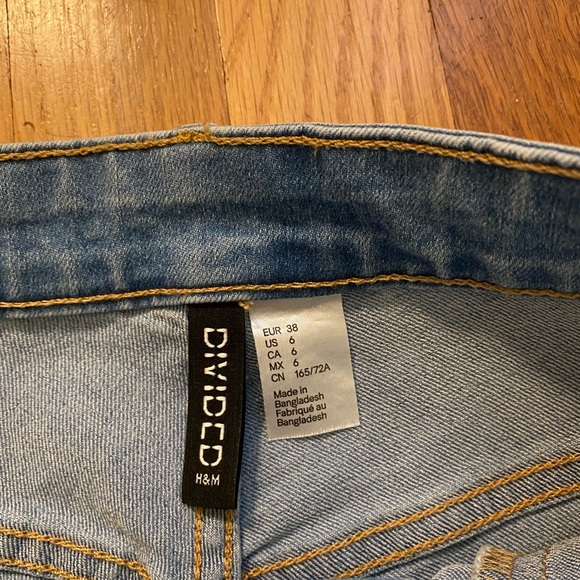 DIVIDED
H&M
EUR 38
US 6
CA 6
MX 6
CN 165/72A
Made in
Bangladesh
Fabriqué au
Bangladesh